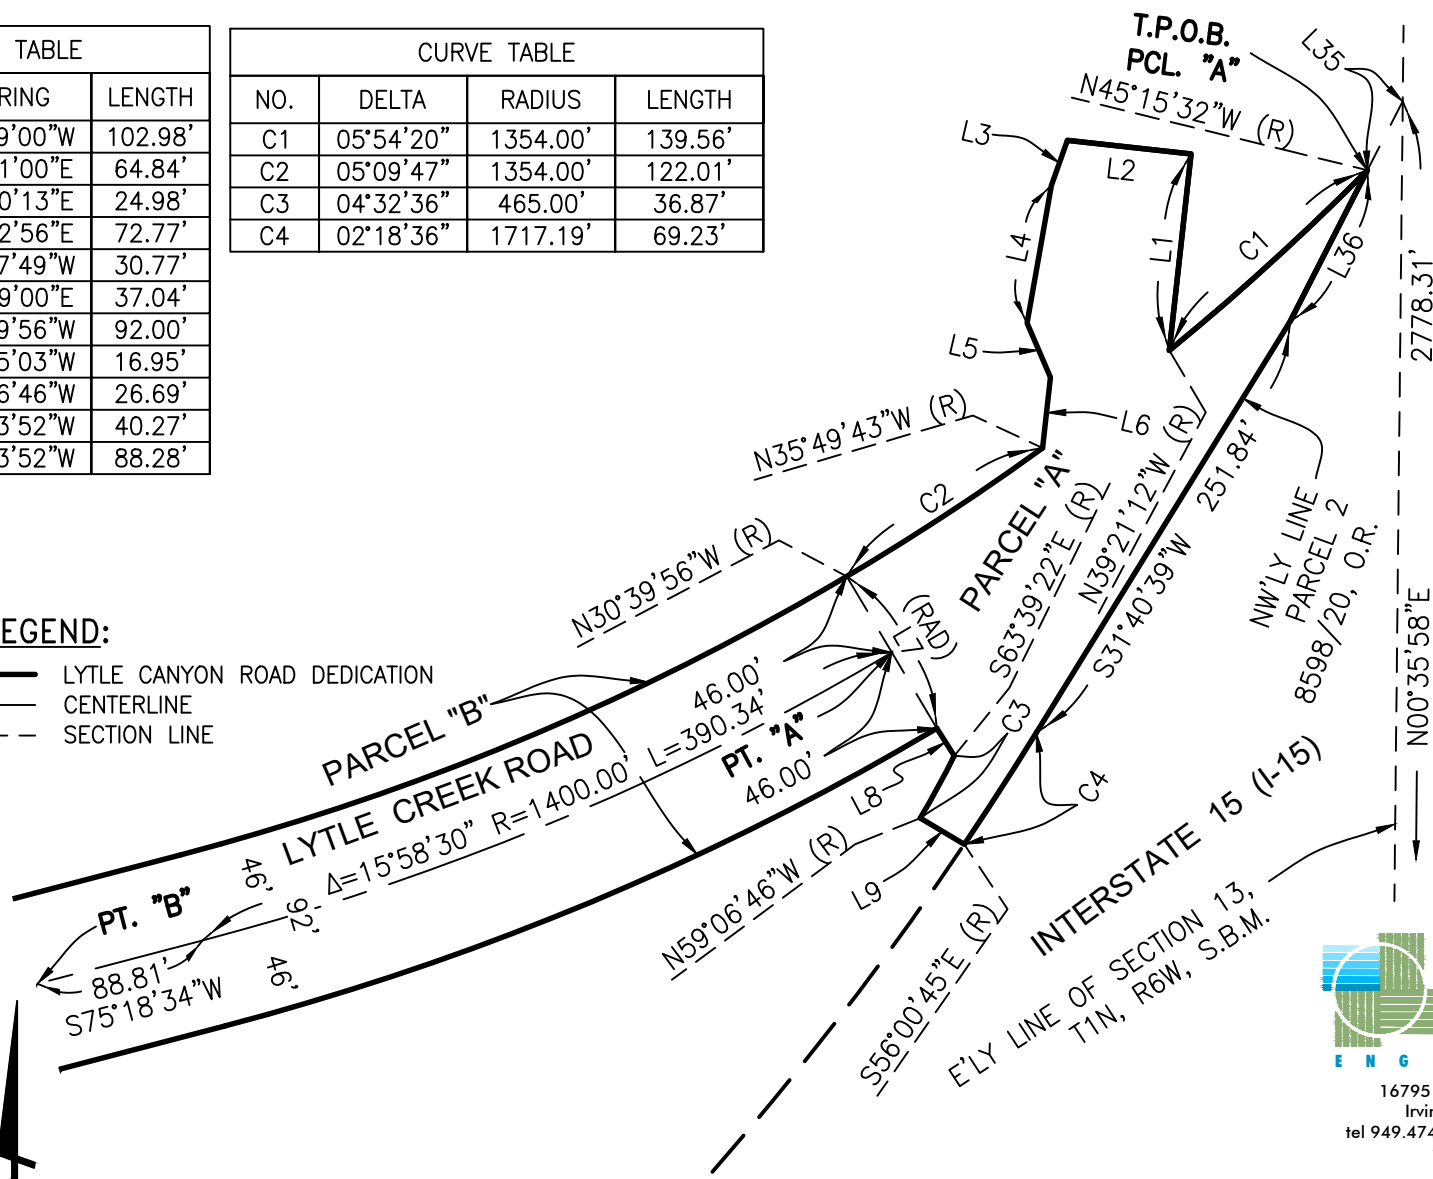 TABLE
RING LENGTH
9'00"W 102.98'
1'00"E 64.84'
0'13"E 24.98'
2'56"E 72.77'
7'49"W 30.77'
9'00"E 37.04'
9'56"W 92.00'
5'03"W 16.95'
6'46"W 26.69'
3'52"W 40.27'
3'52"W 88.28'
CURVE TABLE
NO. DELTA RADIUS LENGTH
C1 05°54'20" 1354.00' 139.56'
C2 05°09'47" 1354.00' 122.01'
C3 04°32'36" 465.00' 36.87'
C4 02°18'36" 1717.19' 69.23'
T.P.O.B.
PCL. "A"
N45°15'32"W (R)
L35
L3
L2
L1
L4
C1
L36
2778.31'
L5
L6
N35°49'43"W (R)
C2
PARCEL "A"
N39°21'12"W (R)
251.84'
S31°40'39"W
S63°39'22"E (R)
NW'LY LINE
PARCEL 2
8598/20, O.R.
N00°35'58"E
N30°39'56"W (R)
(RAD)
L7
EGEND:
LYTLE CANYON ROAD DEDICATION
CENTERLINE
SECTION LINE
PARCEL "B"
46.00'
PT. "A"
46.00'
LYTLE CREEK ROAD
Δ=15°58'30" R=1400.00' L=390.34'
C3
L8
C4
L9
N59°06'46"W (R)
S56°00'45"E (R)
INTERSTATE 15 (I-15)
E'LY LINE OF SECTION 13,
T1N, R6W, S.B.M.
PT. "B"
46'
92'
46'
88.81'
S75°18'34"W
E N G
16795
Irvin
tel 949.474